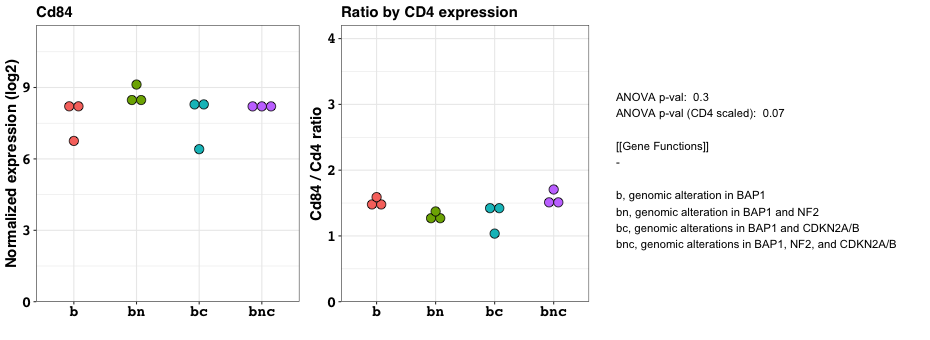 Cd84
Normalized expression (log2)
9
6
3
0
b bn bc bnc
Ratio by CD4 expression
Cd84 / Cd4 ratio
4
3
2
1
0
b bn bc bnc
ANOVA p-val: 0.3
ANOVA p-val (CD4 scaled): 0.07
[[Gene Functions]]
-
b, genomic alteration in BAP1
bn, genomic alteration in BAP1 and NF2
bc, genomic alterations in BAP1 and CDKN2A/B
bnc, genomic alterations in BAP1, NF2, and CDKN2A/B